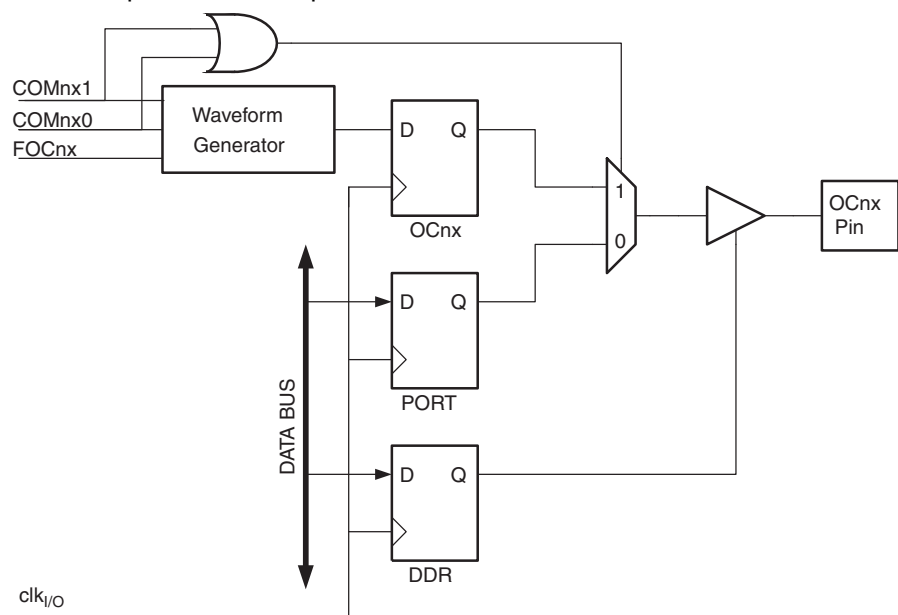 COMnx1
COMnx0
FOCnx
Waveform
Generator
D Q
OCnx
1
0
OCnx
Pin
D Q
PORT
DATA BUS
D Q
DDR
clkI/O